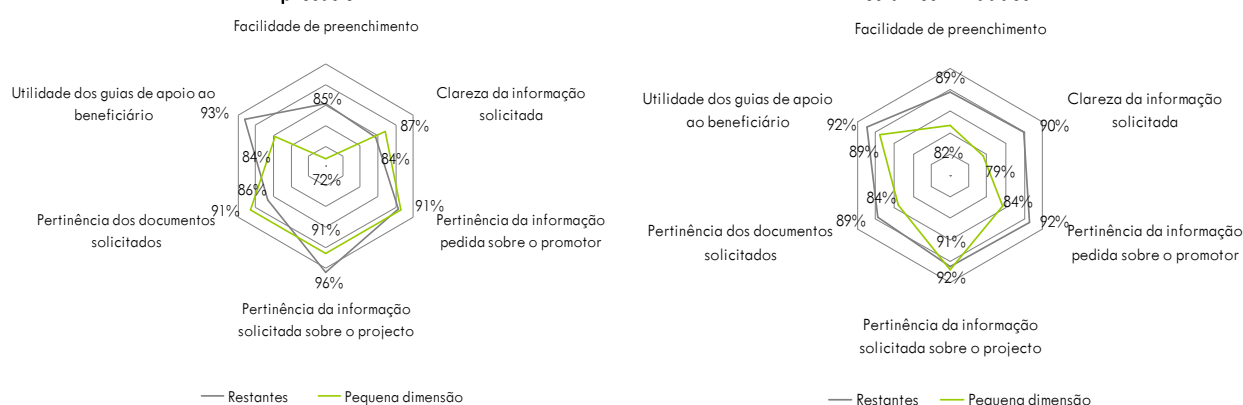 Facilidade de preenchimento
85%
Utilidade dos guias de apoio ao
beneficiário
93%
Clareza da informação
solicitada
87%
84%
84%
72%
86%
91%
Pertinência dos documentos
solicitados
91%
Pertinência da informação
pedida sobre o promotor
91%
96%
Pertinência da informação
solicitada sobre o projecto
Restantes
Pequena dimensão
Facilidade de preenchimento
89%
Utilidade dos guias de apoio
ao beneficiário
92%
Clareza da informação
solicitada
90%
89%
82%
79%
84%
84%
89%
Pertinência dos documentos
solicitados
92%
Pertinência da informação
pedida sobre o promotor
91%
92%
Pertinência da informação
solicitada sobre o projecto
Restantes
Pequena dimensão